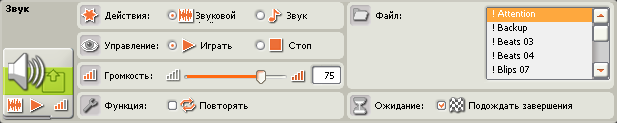 Звук
Действия: Звуковой Звук
Управление: Играть Стоп
Громкость: 75
Функция: Повторять
Файл:
! Attention
! Backup
! Beats 03
! Beats 04
! Blips 07
Ожидание: Подождать завершения